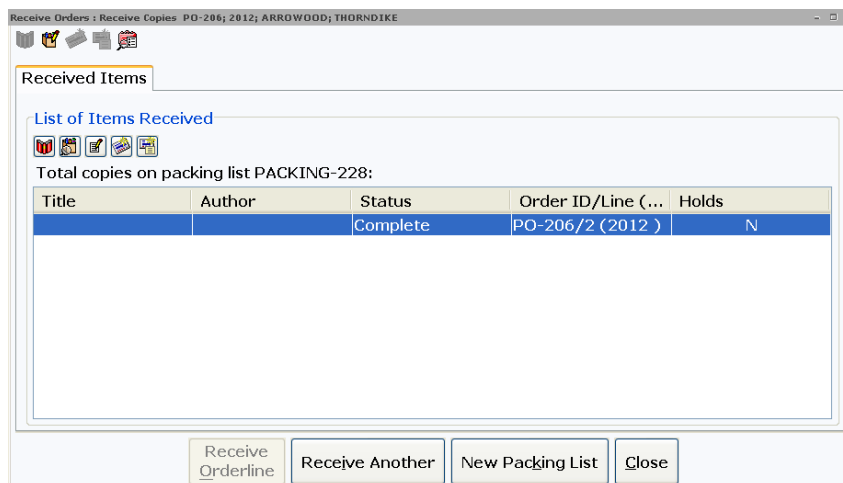 Receive Orders : Receive Copies PO-206; 2012; ARROWOOD; THORNDIKE
Received Items
List of Items Received
Total copies on packing list PACKING-228:
Title Author Status Order ID/Line (... Holds
Complete PO-206/2 (2012 ) N
Receive Orderline
Receive Another New Packing List Close